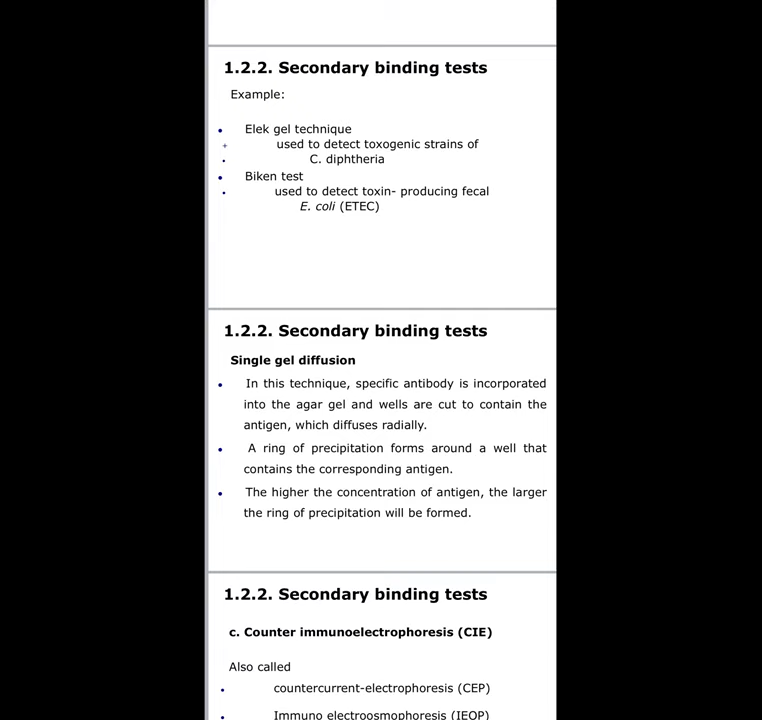 1.2.2. Secondary binding tests
Example:
• Elek gel technique
+ used to detect toxogenic strains of
• C. diphtheria
• Biken test
• used to detect toxin- producing fecal
E. coli (ETEC)
1.2.2. Secondary binding tests
Single gel diffusion
• In this technique, specific antibody is incorporated
into the agar gel and wells are cut to contain the
antigen, which diffuses radially.
• A ring of precipitation forms around a well that
contains the corresponding antigen.
• The higher the concentration of antigen, the larger
the ring of precipitation will be formed.
1.2.2. Secondary binding tests
c. Counter immunoelectrophoresis (CIE)
Also called
• countercurrent-electrophoresis (CEP)
• Immuno electroosmophoresis (IEOP)